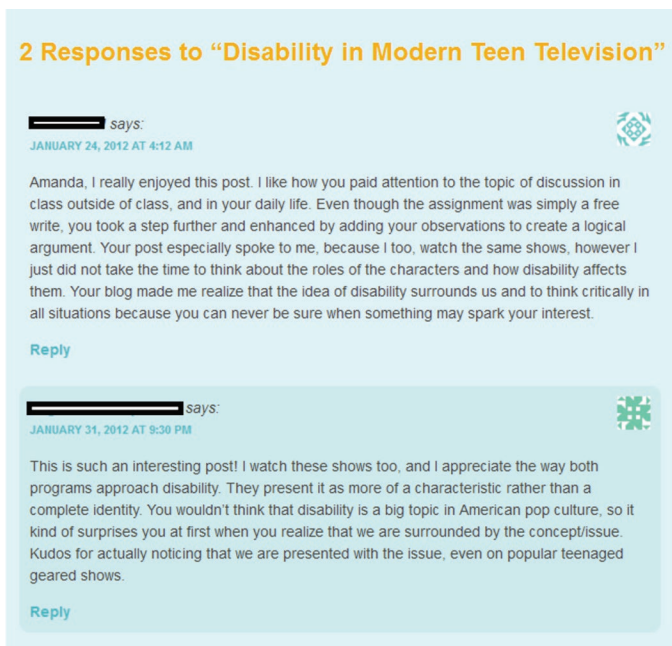 2 Responses to “Disability in Modern Teen Television”
says:
JANUARY 24, 2012 AT 4:12 AM
Amanda, I really enjoyed this post. I like how you paid attention to the topic of discussion in
class outside of class, and in your daily life. Even though the assignment was simply a free
write, you took a step further and enhanced by adding your observations to create a logical
argument. Your post especially spoke to me, because I too, watch the same shows, however I
just did not take the time to think about the roles of the characters and how disability affects
them. Your blog made me realize that the idea of disability surrounds us and to think critically in
all situations because you can never be sure when something may spark your interest.
Reply
says:
JANUARY 31, 2012 AT 9:30 PM
This is such an interesting post! I watch these shows too, and I appreciate the way both
programs approach disability. They present it as more of a characteristic rather than a
complete identity. You wouldn’t think that disability is a big topic in American pop culture, so it
kind of surprises you at first when you realize that we are surrounded by the concept/issue.
Kudos for actually noticing that we are presented with the issue, even on popular teenaged
geared shows.
Reply